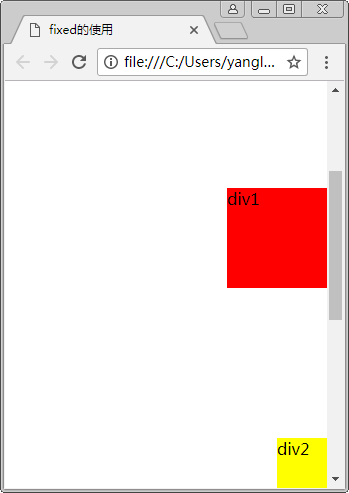 fixed的使用
file:///C:/Users/yangl...
div1
div2